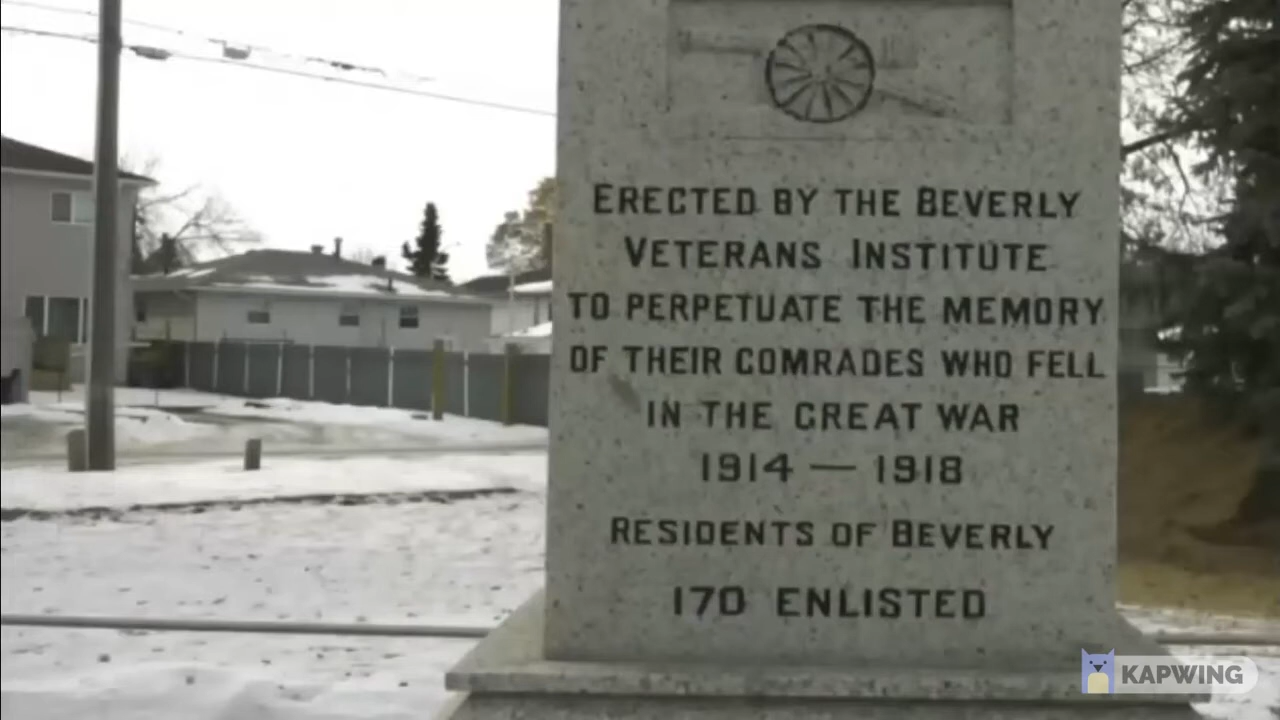 ERECTED BY THE BEVERLY
VETERANS INSTITUTE
TO PERPETUATE THE MEMORY
OF THEIR COMRADES WHO FELL
IN THE GREAT WAR
1914 — 1918
RESIDENTS OF BEVERLY
170 ENLISTED
KAPWING